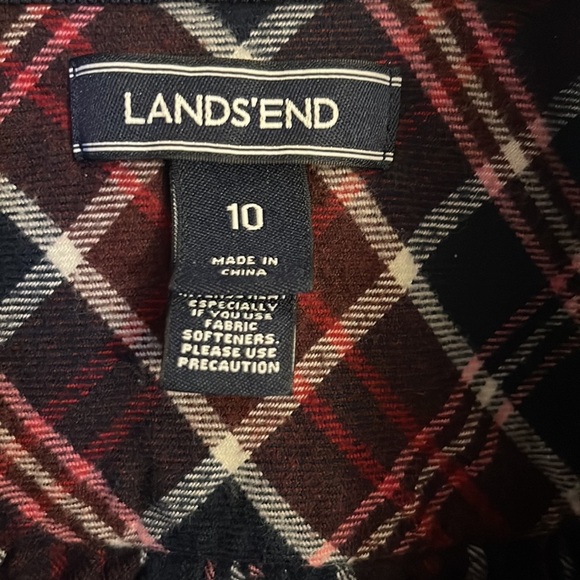 LANDS'END
10
MADE IN
CHINA
ESPECIALLY
IF YOU USE
FABRIC
SOFTENERS.
PLEASE USE
PRECAUTION